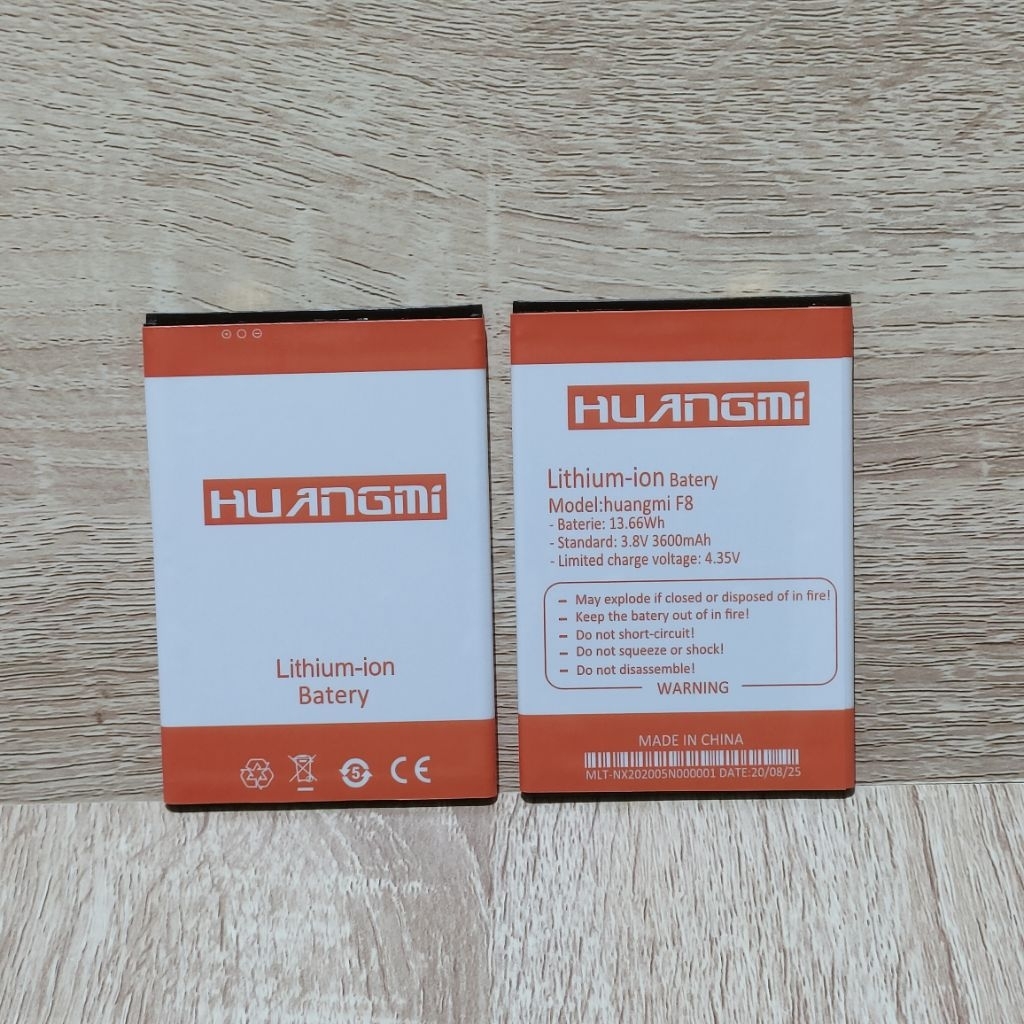 HUANGMI
Lithium-ion
Batery
5
CE
HUANGMI
Lithium-ion Batery
Model:huangmi F8
- Baterie: 13.66Wh
- Standard: 3.8V 3600mAh
- Limited charge voltage: 4.35V
- May explode if closed or disposed of in fire!
- Keep the batery out of in fire!
- Do not short-circuit!
- Do not squeeze or shock!
- Do not disassemble!
WARNING
MADE IN CHINA
MLT-NX202005N000001 DATE:20/08/25